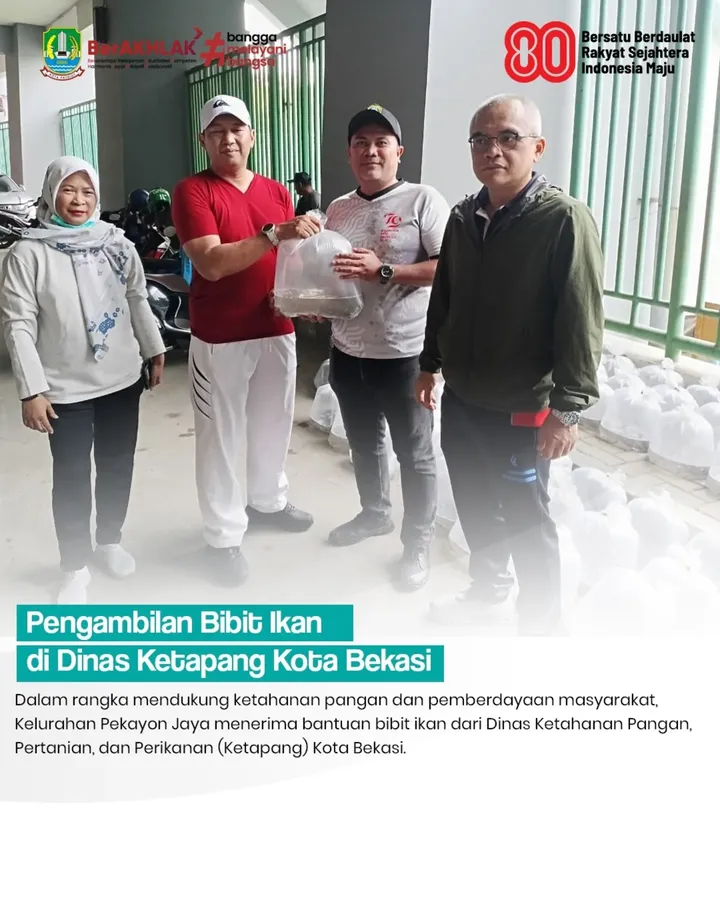 BerAKHLAK
#bangga
melayani
bangsa
80
Bersatu Berdaulat
Rakyat Sejahtera
Indonesia Maju
Pengambilan Bibit Ikan
di Dinas Ketapang Kota Bekasi
Dalam rangka mendukung ketahanan pangan dan pemberdayaan masyarakat,
Kelurahan Pekayon Jaya menerima bantuan bibit ikan dari Dinas Ketahanan Pangan,
Pertanian, dan Perikanan (Ketapang) Kota Bekasi.